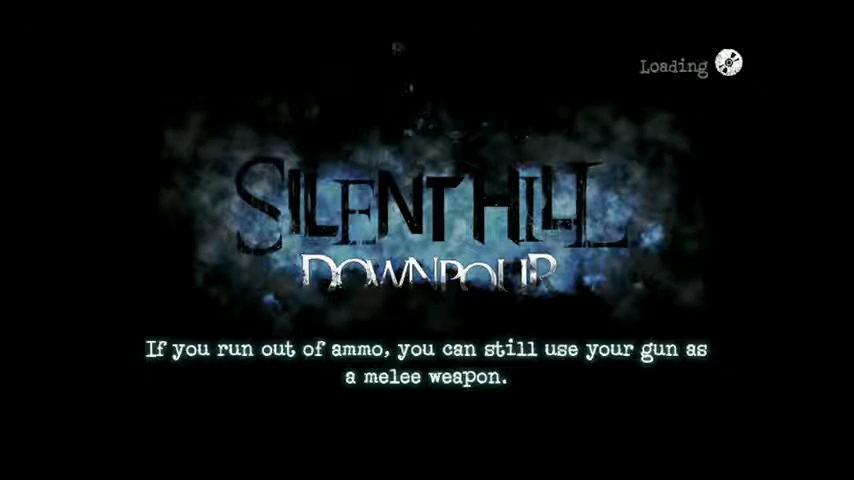 Loading
SILENT HILL
DOWNPOUR
If you run out of ammo, you can still use your gun as
a melee weapon.